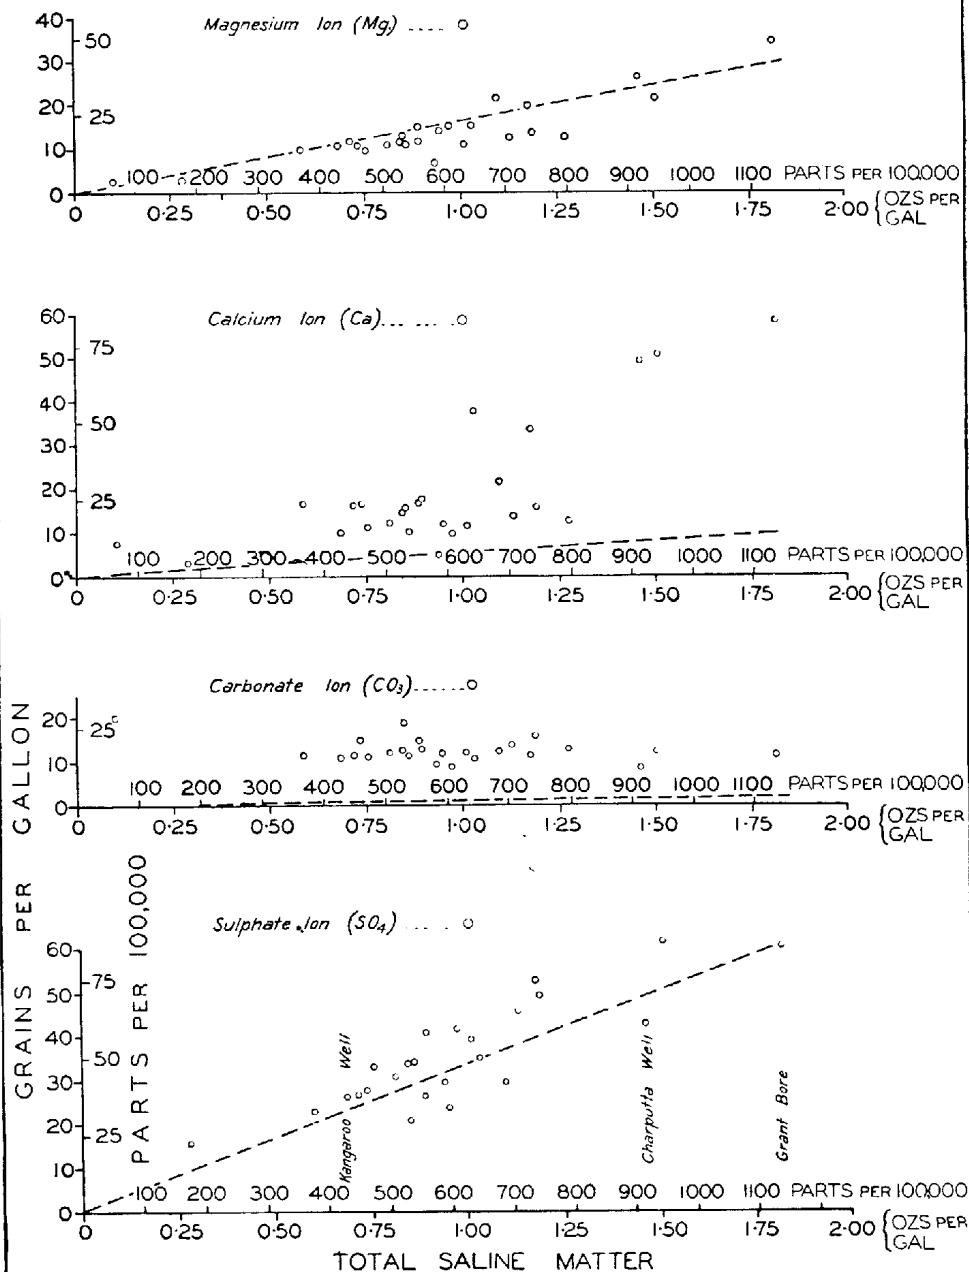 Magnesium Ion (Mg) .... o
40
50
30
20
25
10
0
100 200 300 400 500 600 700 800 900 1000 1100 PARTS PER 100,000
0 0·25 0·50 0·75 1·00 1·25 1·50 1·75 2·00 {OZS PER
GAL
Calcium Ion (Ca)... ..... o
60
75
50
40
50
30
20
25
10
0
100 200 300 400 500 600 700 800 900 1000 1100 PARTS PER 100,000
0 0·25 0·50 0·75 1·00 1·25 1·50 1·75 2·00 {OZS PER
GAL
Carbonate Ion (CO₃)...... o
20
25
10
0
100 200 300 400 500 600 700 800 900 1000 1100 PARTS PER 100,000
0 0·25 0·50 0·75 1·00 1·25 1·50 1·75 2·00 {OZS PER
GAL
Sulphate Ion (SO₄) .... .. o
60
75
50
40
50
30
20
25
10
0
GRAINS PER GALLON
PARTS PER 100,000
Kangaroo Well
Charputta Well
Grant Bore
100 200 300 400 500 600 700 800 900 1000 1100 PARTS PER 100,000
0 0·25 0·50 0·75 1·00 1·25 1·50 1·75 2·00 {OZS PER
GAL
TOTAL SALINE MATTER